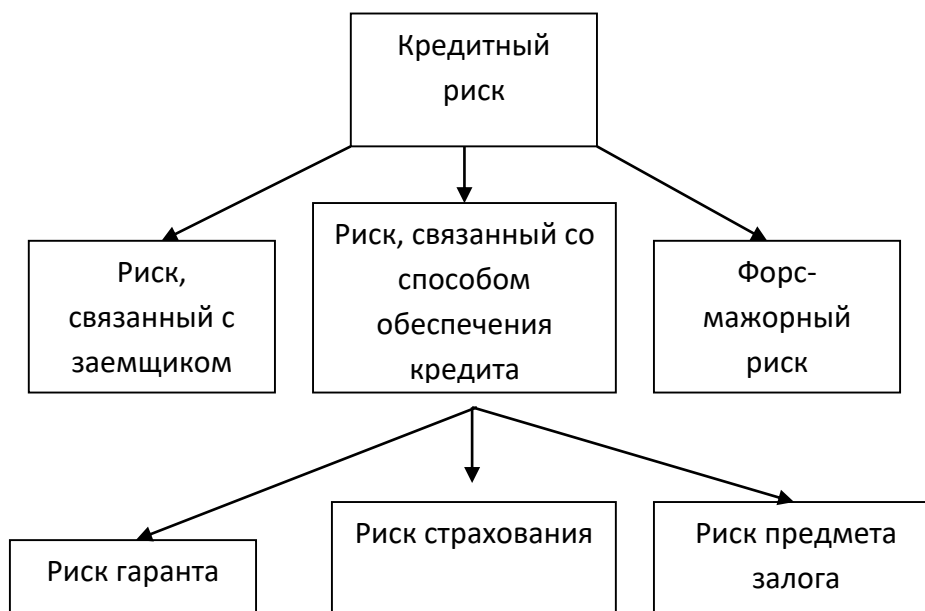 Кредитный
риск
Риск,
связанный с
заемщиком
Риск, связанный со
способом
обеспечения
кредита
Форс-
мажорный
риск
Риск гаранта
Риск страхования
Риск предмета
залога